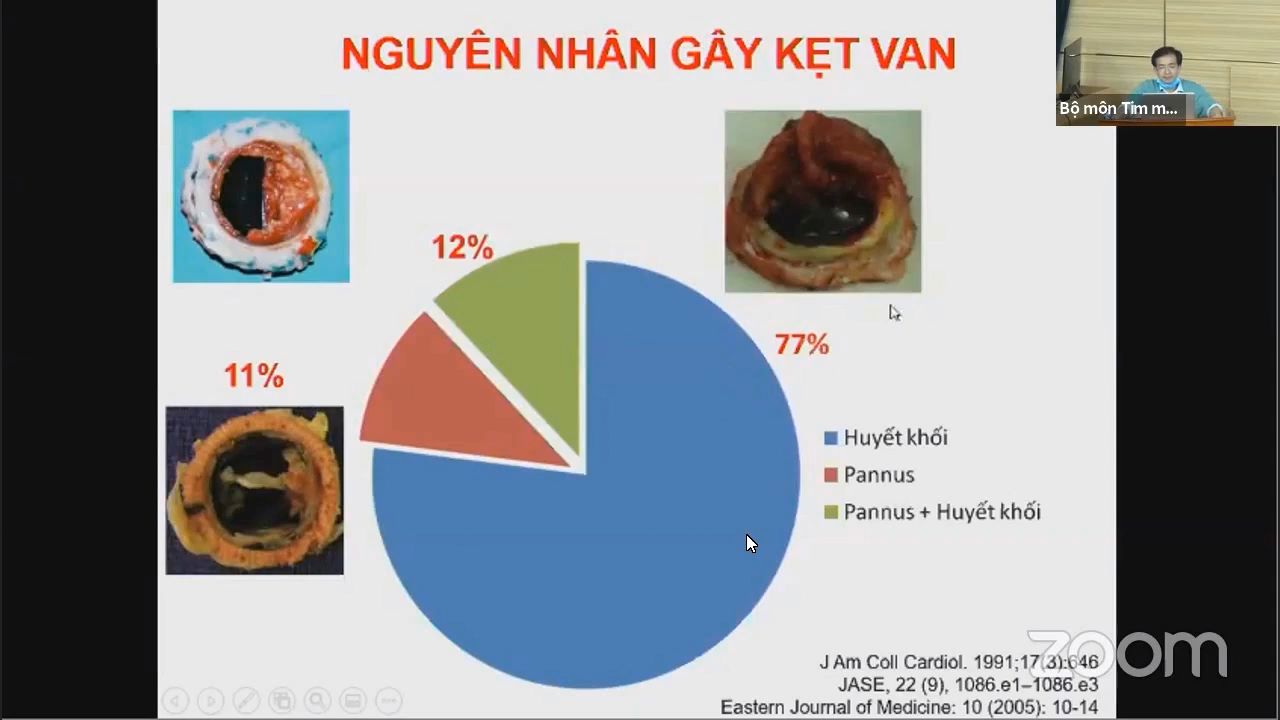 NGUYÊN NHÂN GÂY KẸT VAN
Bộ môn Tim m...
12%
77%
11%
Huyết khối
Pannus
Pannus + Huyết khối
J Am Coll Cardiol. 1991;17(3):646
JASE, 22 (9), 1086.e1–1086.e3
Eastern Journal of Medicine: 10 (2005): 10-14
zoom